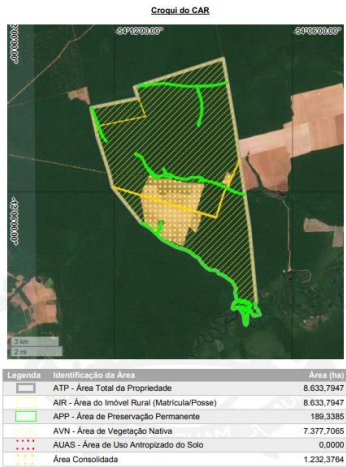 Croqui do CAR
-54°12'00.00"
-54°06'00.00"
3 km
2 mi
Legenda Identificação da Área Área (ha)
ATP - Área Total da Propriedade 8.633,7947
AIR - Área do Imóvel Rural (Matrícula/Posse) 8.633,7947
APP - Área de Preservação Permanente 189,3385
AVN - Área de Vegetação Nativa 7.377,7065
AUAS - Área de Uso Antropizado do Solo 0,0000
Área Consolidada 1.232,3764